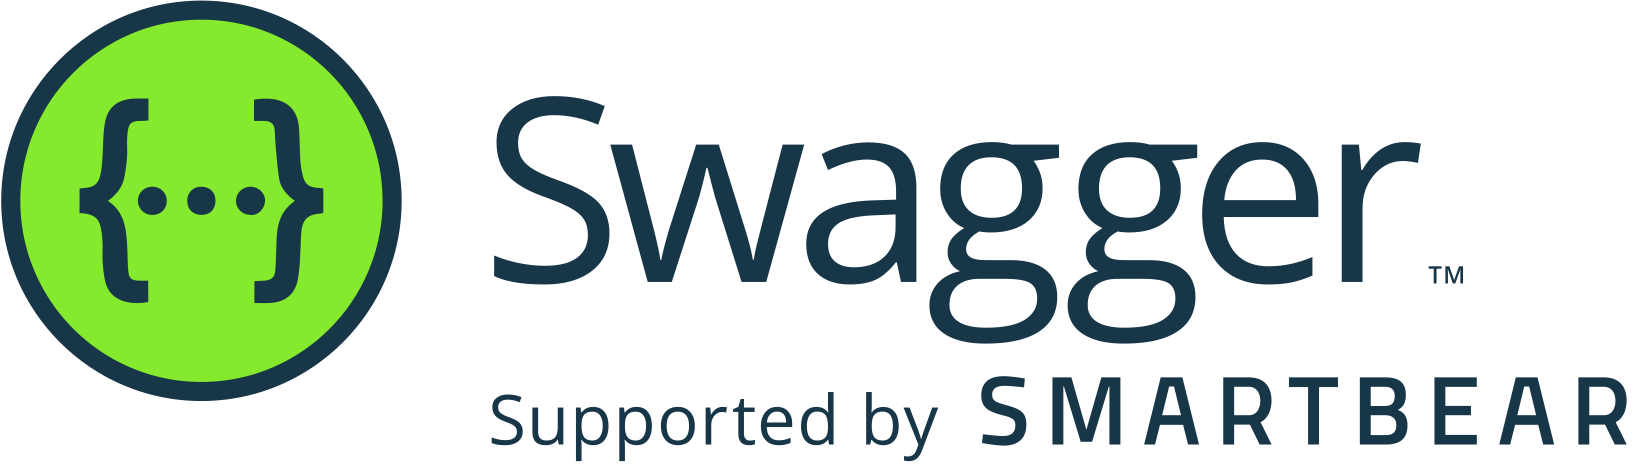 {...}
Swagger™
Supported by SMARTBEAR